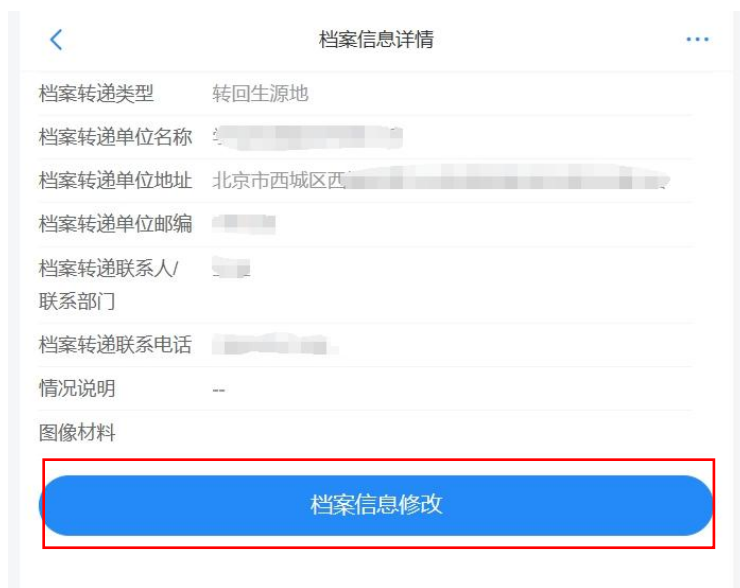 档案信息详情
档案转递类型 转回生源地
档案转递单位名称
档案转递单位地址 北京市西城区西
档案转递单位邮编
档案转递联系人/
联系部门
档案转递联系电话
情况说明 --
图像材料
档案信息修改